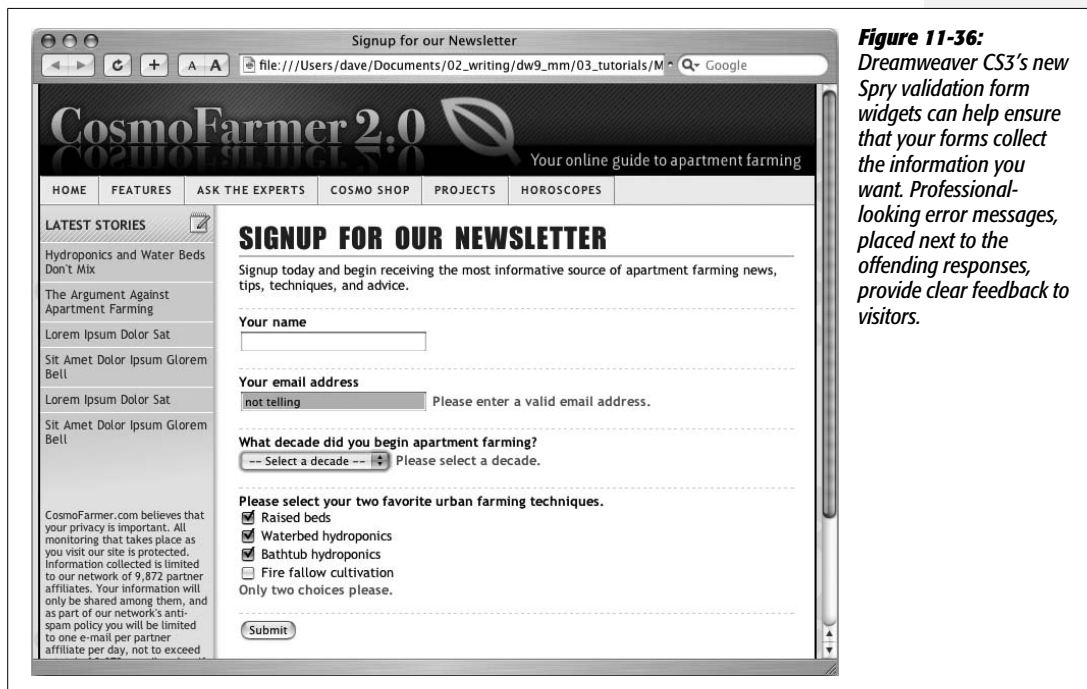 Signup for our Newsletter
A A
file:///Users/dave/Documents/02_writing/dw9_mm/03_tutorials/M
Google
CosmoFarmer 2.0
Your online guide to apartment farming
HOME FEATURES ASK THE EXPERTS COSMO SHOP PROJECTS HOROSCOPES
LATEST STORIES
Hydroponics and Water Beds
Don't Mix
The Argument Against
Apartment Farming
Lorem Ipsum Dolor Sat
Sit Amet Dolor Ipsum Glorem
Bell
Lorem Ipsum Dolor Sat
Sit Amet Dolor Ipsum Glorem
Bell
CosmoFarmer.com believes that
your privacy is important. All
monitoring that takes place as
you visit our site is protected.
Information collected is limited
to our network of 9,872 partner
affiliates. Your information will
only be shared among them, and
as part of our network's anti-
spam policy you will be limited
to one e-mail per partner
affiliate per day, not to exceed
SIGNUP FOR OUR NEWSLETTER
Signup today and begin receiving the most informative source of apartment farming news,
tips, techniques, and advice.
Your name
Your email address
not telling Please enter a valid email address.
What decade did you begin apartment farming?
-- Select a decade -- Please select a decade.
Please select your two favorite urban farming techniques.
Raised beds
Waterbed hydroponics
Bathtub hydroponics
Fire fallow cultivation
Only two choices please.
Submit
Figure 11-36:
Dreamweaver CS3's new
Spry validation form
widgets can help ensure
that your forms collect
the information you
want. Professional-
looking error messages,
placed next to the
offending responses,
provide clear feedback to
visitors.